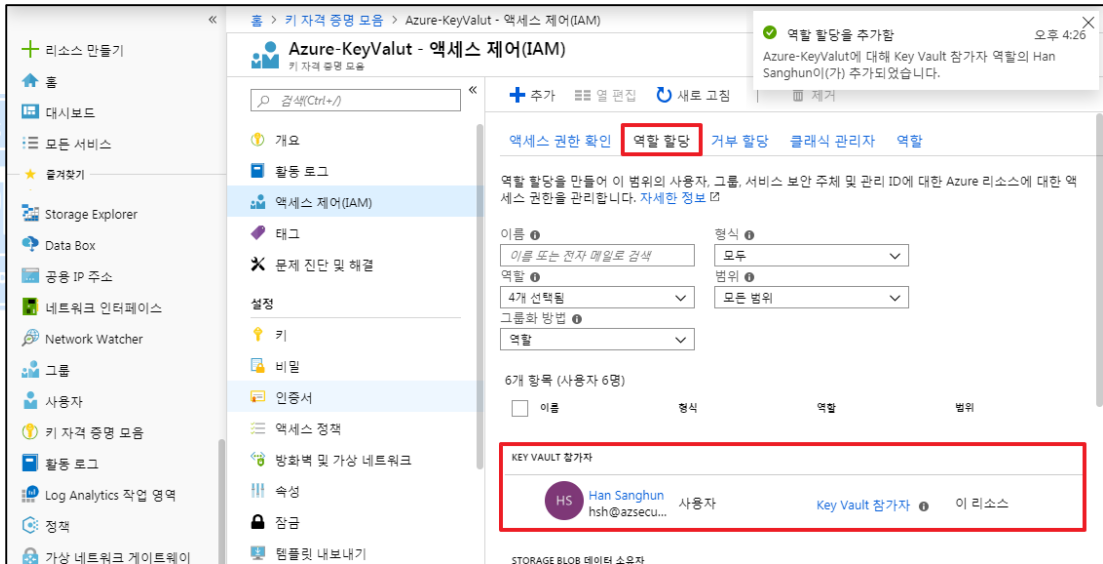 홈 > 키 자격 증명 모음 > Azure-KeyValut - 액세스 제어(IAM)
Azure-KeyValut - 액세스 제어(IAM)
키 자격 증명 모음
역할 할당을 추가함
오후 4:26
Azure-KeyValut에 대해 Key Vault 참가자 역할의 Han
Sanghun이(가) 추가되었습니다.
«
리소스 만들기
홈
대시보드
모든 서비스
즐겨찾기
Storage Explorer
Data Box
공용 IP 주소
네트워크 인터페이스
Network Watcher
그룹
사용자
키 자격 증명 모음
활동 로그
Log Analytics 작업 영역
정책
가상 네트워크 게이트웨이
검색(Ctrl+/)
«
개요
활동 로그
액세스 제어(IAM)
태그
문제 진단 및 해결
설정
키
비밀
인증서
액세스 정책
방화벽 및 가상 네트워크
속성
잠금
템플릿 내보내기
추가 열 편집 새로 고침 제거
액세스 권한 확인 역할 할당 거부 할당 클래식 관리자 역할
역할 할당을 만들어 이 범위의 사용자, 그룹, 서비스 보안 주체 및 관리 ID에 대한 Azure 리소스에 대한 액
세스 권한을 관리합니다. 자세한 정보
이름 형식
이름 또는 전자 메일로 검색 모두
역할 범위
4개 선택됨 모든 범위
그룹화 방법
역할
6개 항목 (사용자 6명)
이름 형식 역할 범위
KEY VAULT 참가자
HS
Han Sanghun
hsh@azsecu...
사용자 Key Vault 참가자 이 리소스
STORAGE BLOB 데이터 소유자